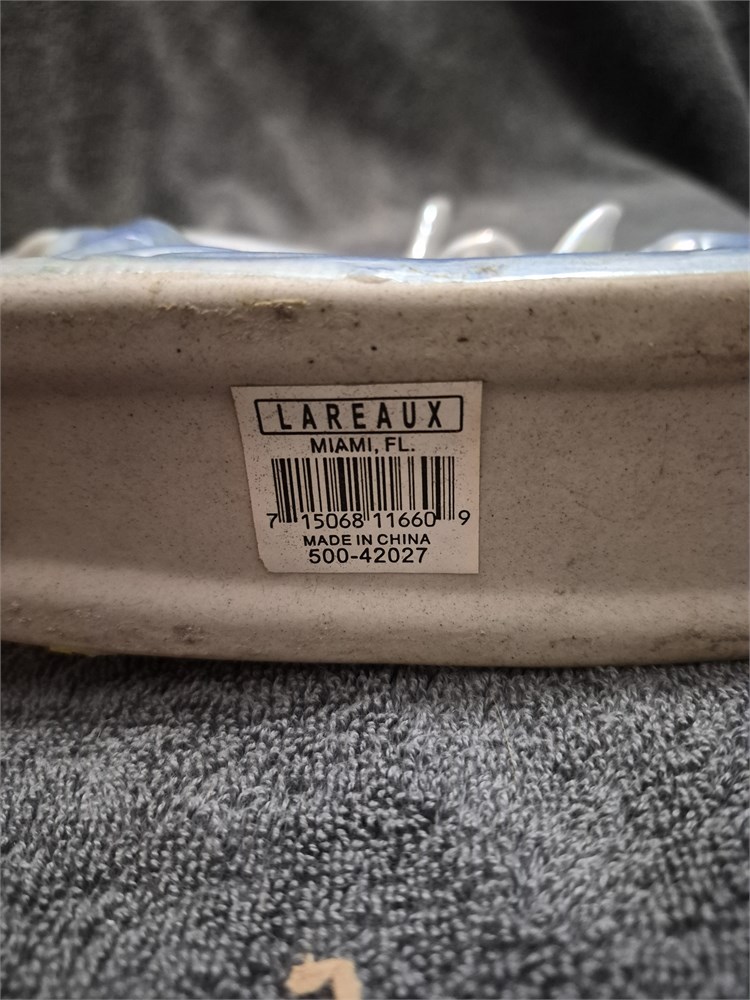 LAREAUX
MIAMI, FL.
7 15068 11660 9
MADE IN CHINA
500-42027